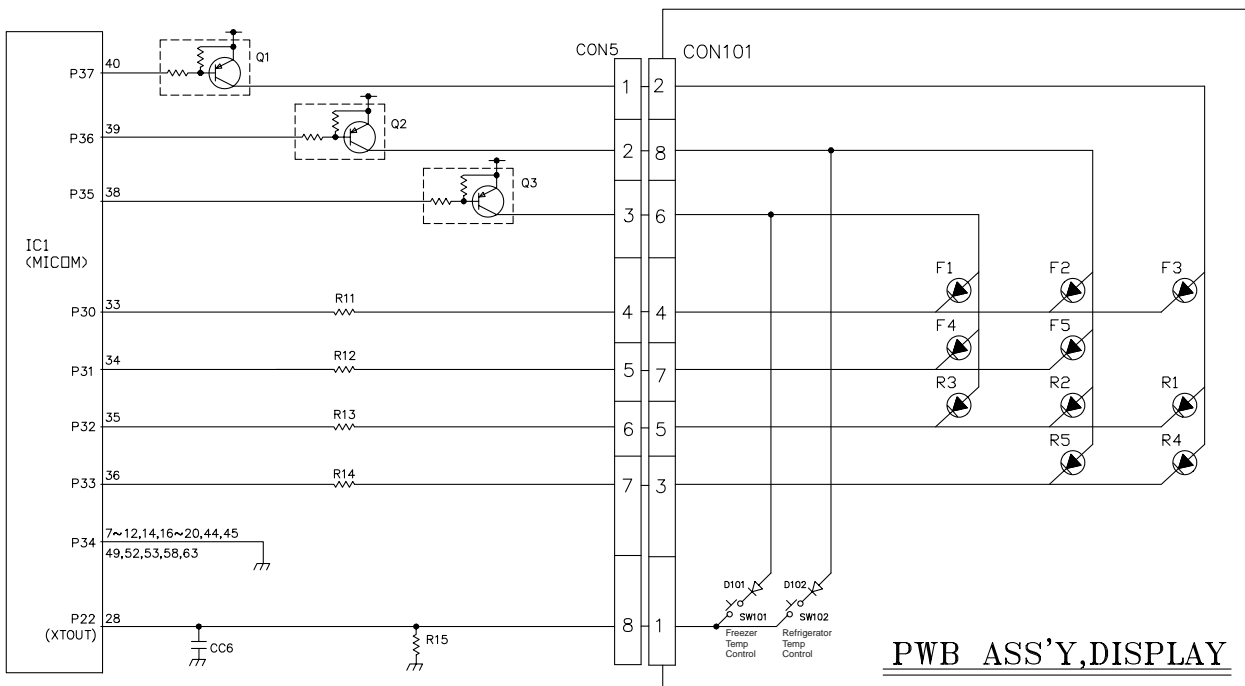 CON5
CON101
Q1
P37
40
1
2
Q2
P36
39
2
8
Q3
P35
38
3
6
IC1
(MICOM)
F1
F2
F3
P30
33
R11
4
4
F4
F5
P31
34
R12
5
7
R3
R2
R1
P32
35
R13
6
5
R5
R4
P33
36
R14
7
3
P34
7~12,14,16~20,44,45
49,52,53,58,63
D101
D102
SW101
SW102
P22
28
(XTOUT)
CC6
R15
8
1
Freezer
Temp
Control
Refrigerator
Temp
Control
PWB ASS'Y,DISPLAY